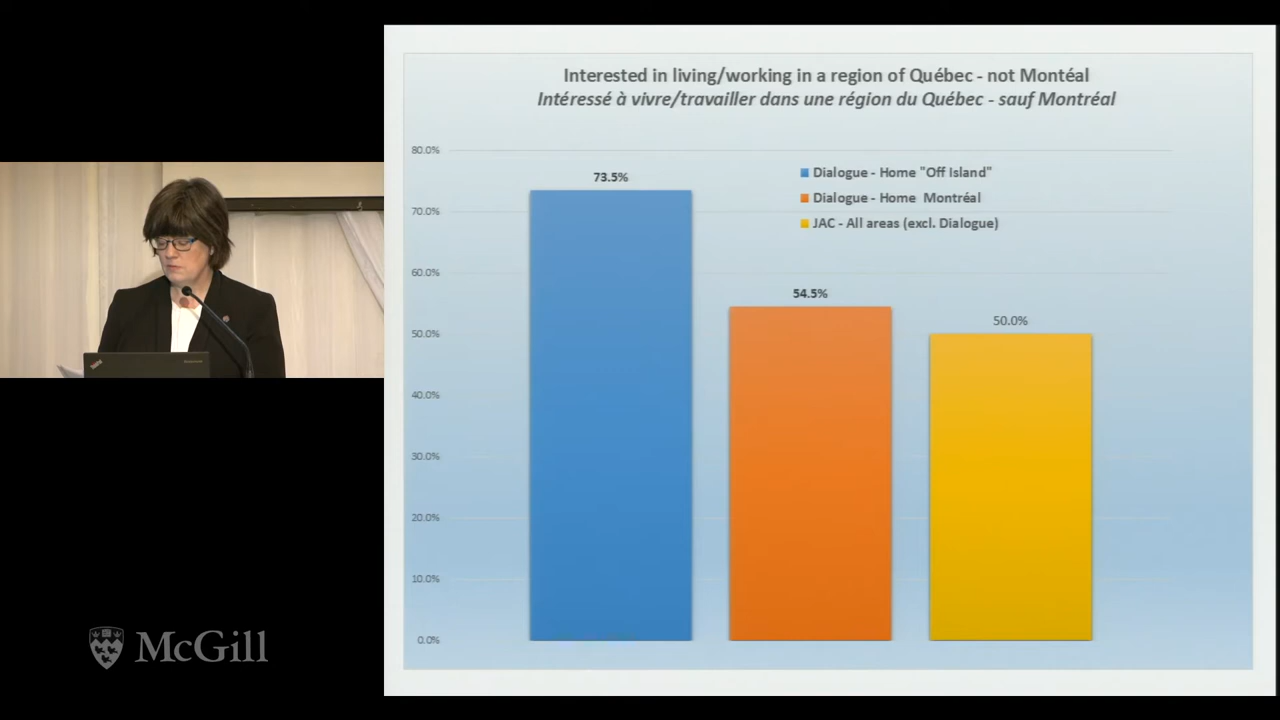 Interested in living/working in a region of Québec - not Montéal
Intéressé à vivre/travailler dans une région du Québec - sauf Montréal
80.0%
70.0%
60.0%
50.0%
40.0%
30.0%
20.0%
10.0%
0.0%
73.5%
54.5%
50.0%
Dialogue - Home "Off Island"
Dialogue - Home Montréal
JAC - All areas (excl. Dialogue)
McGill